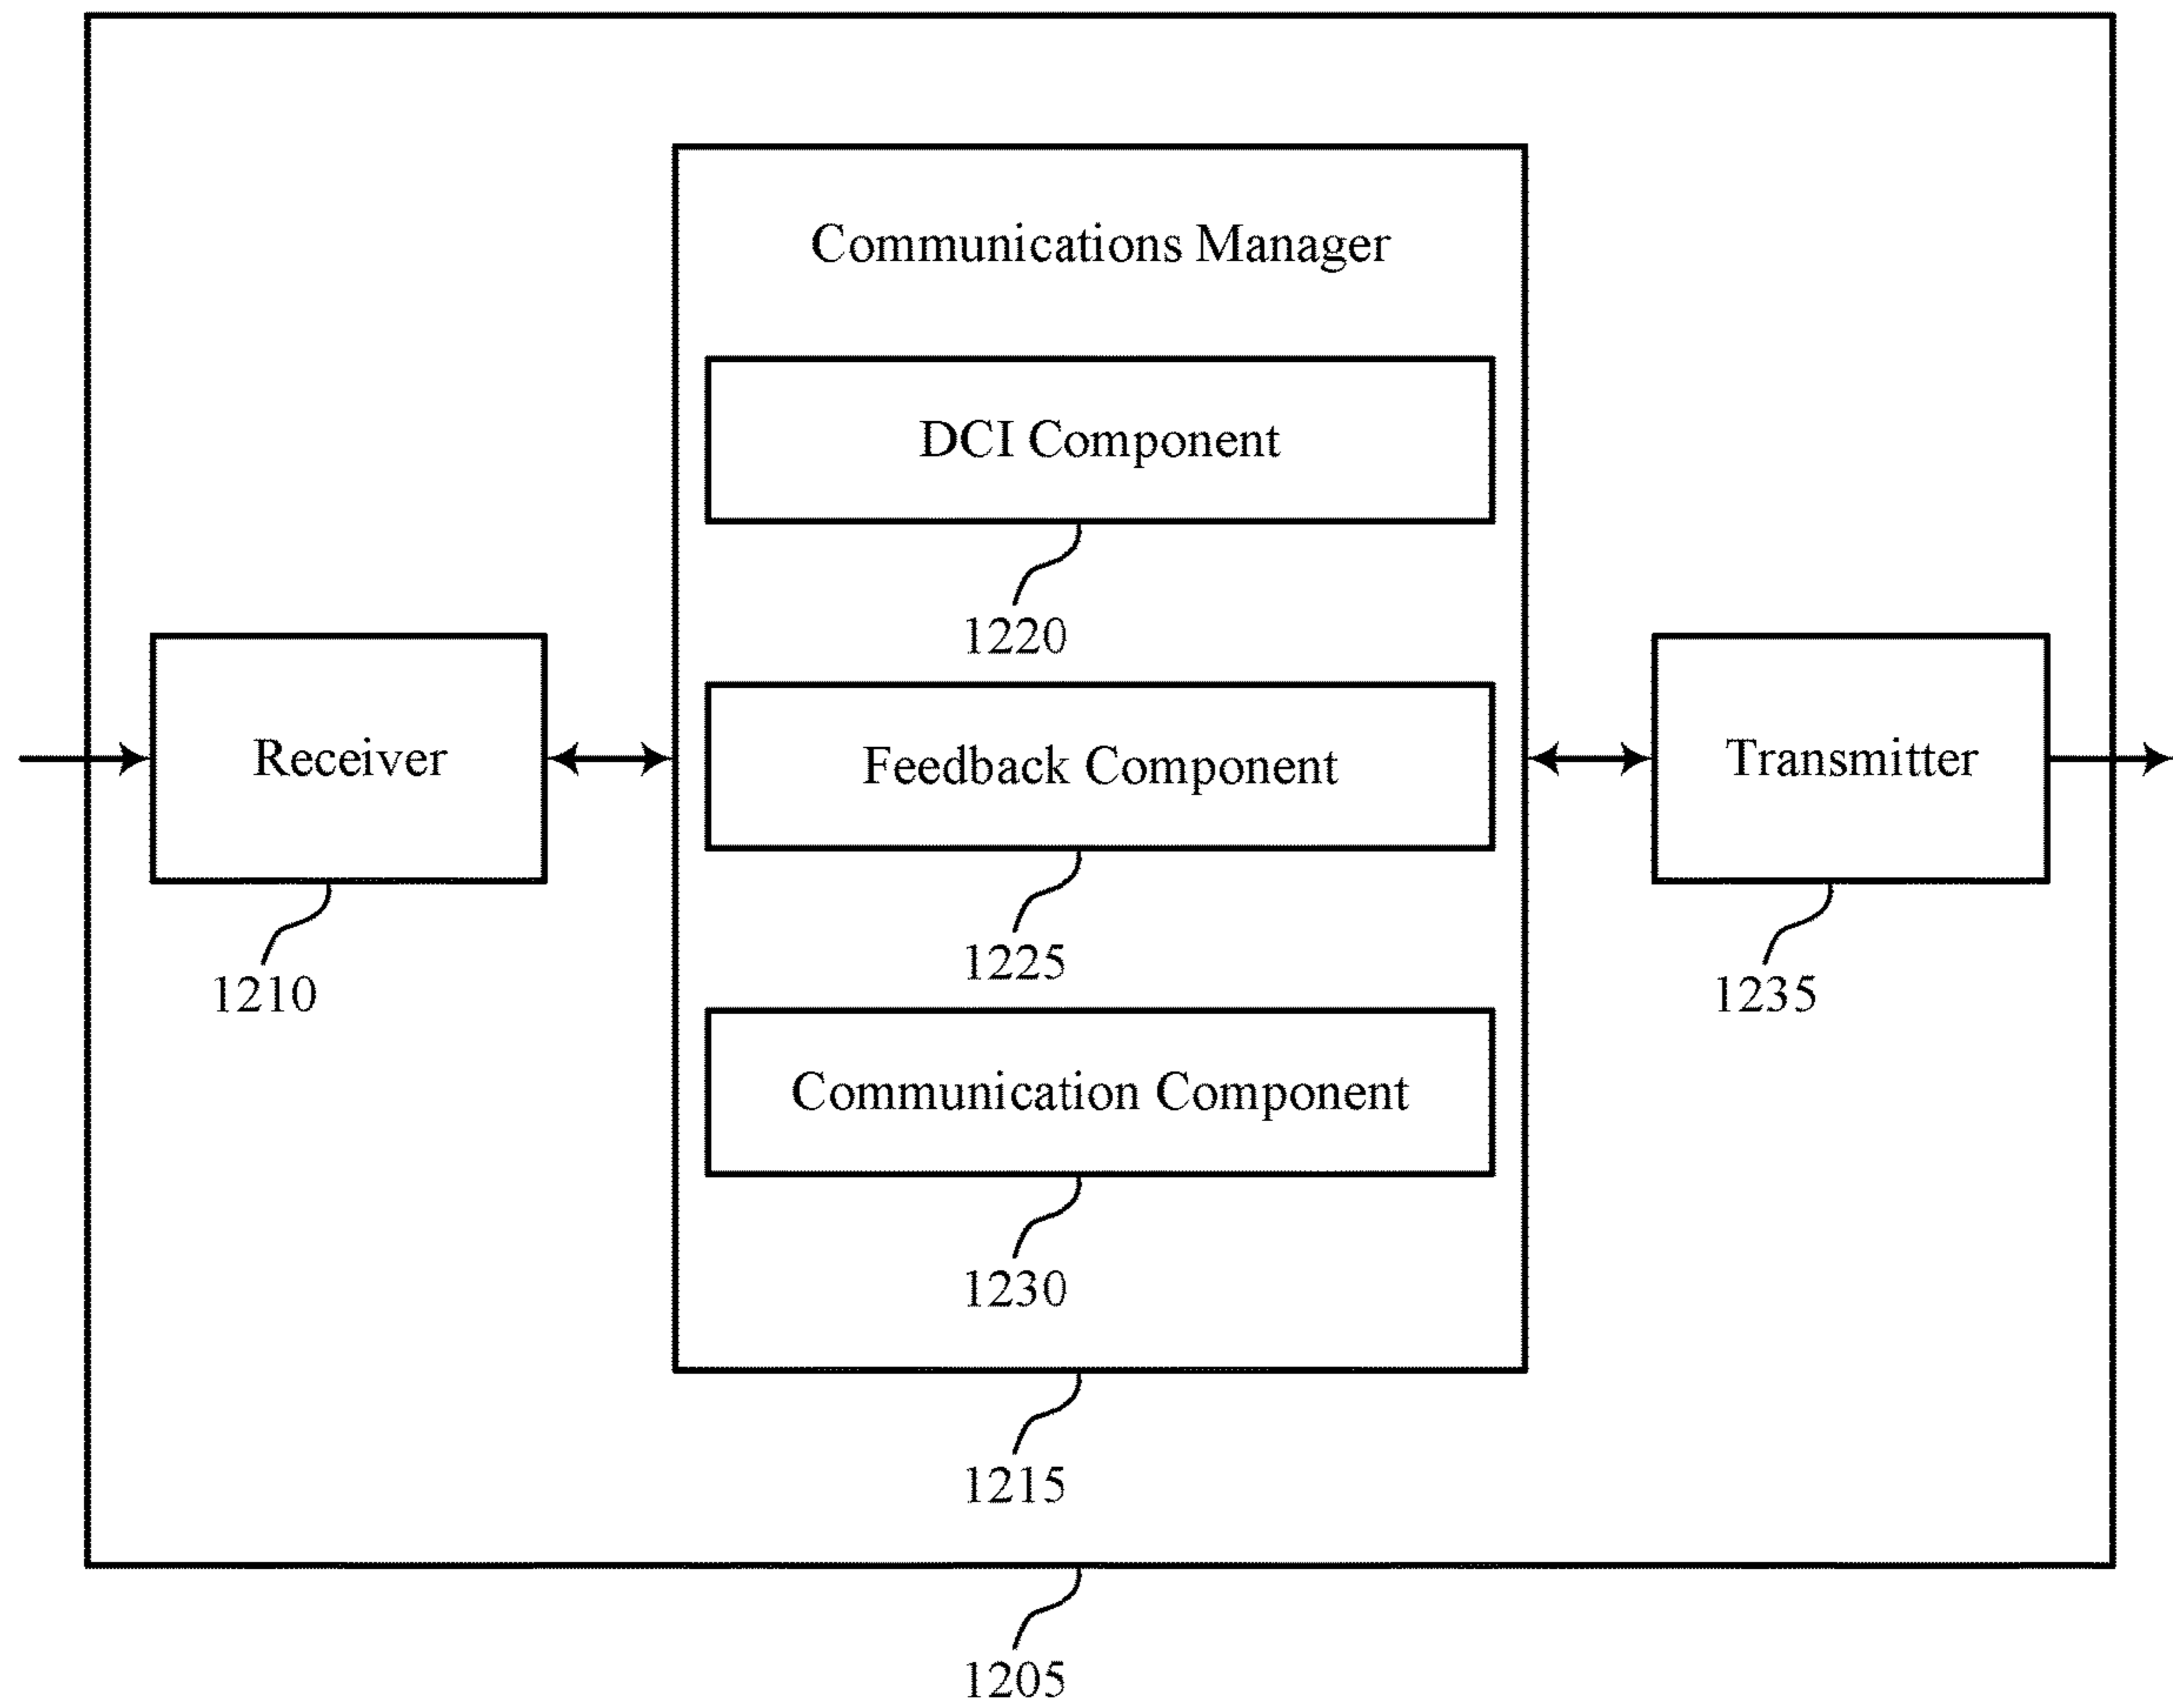 Communications Manager
DCI Component
1220
Receiver
Feedback Component
Transmitter
1210
1225
1235
Communication Component
1230
1215
1205